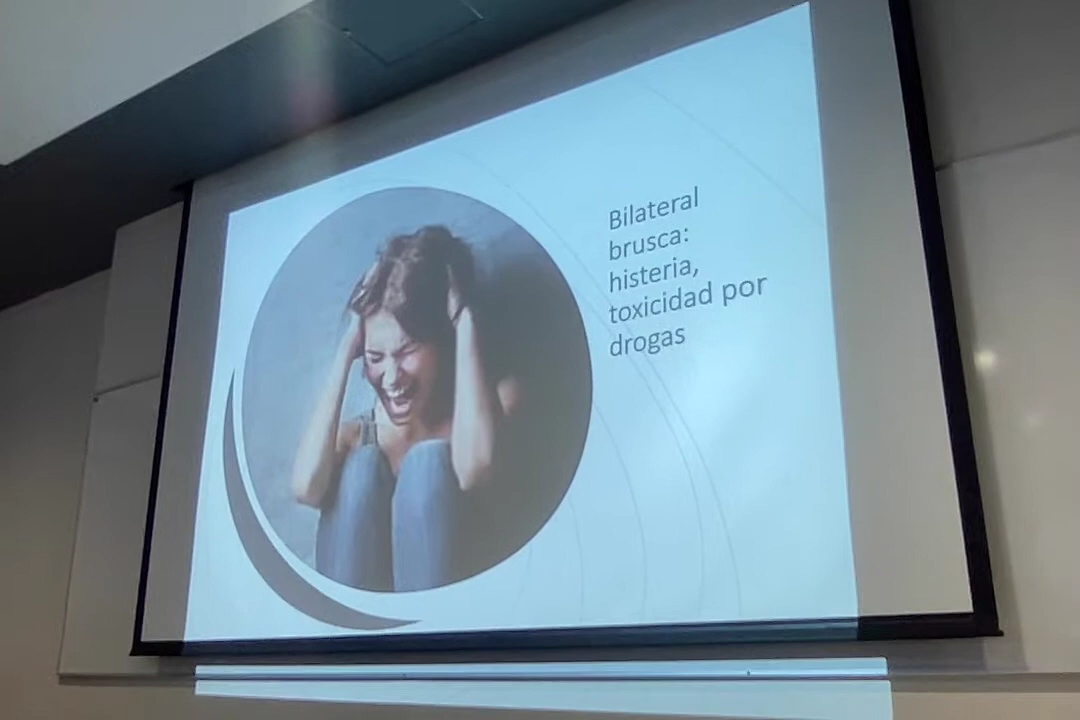 Bilateral
brusca:
histeria,
toxicidad por
drogas